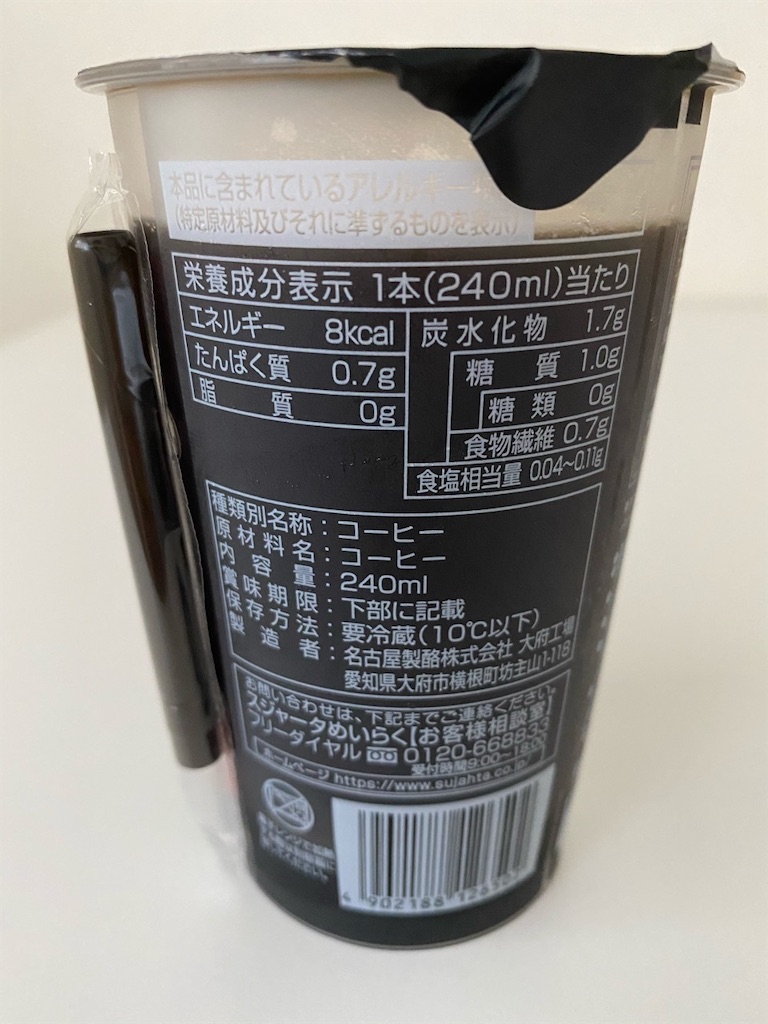 本品に含まれているアレルギー
(特定原材料及びそれに準ずるものを表示)
栄養成分表示 1本(240ml)当たり
エネルギー 8kcal
たんぱく質 0.7g
脂質 0g
炭水化物 1.7g
糖質 1.0g
糖類 0g
食物繊維 0.7g
食塩相当量 0.04~0.11g
種類別名称:コーヒー
原材料名:コーヒー
内容量:240ml
賞味期限:下部に記載
保存方法:要冷蔵(10℃以下)
製造者:名古屋製酪株式会社 大府工場
愛知県大府市横根町坊主山1-118
お問い合わせは、下記までご連絡ください。
スジャータめいらく【お客様相談室】
フリーダイヤル 0120-668833
受付時間9:00~18:00
ホームページ https://www.sujahta.co.jp/
4 902188